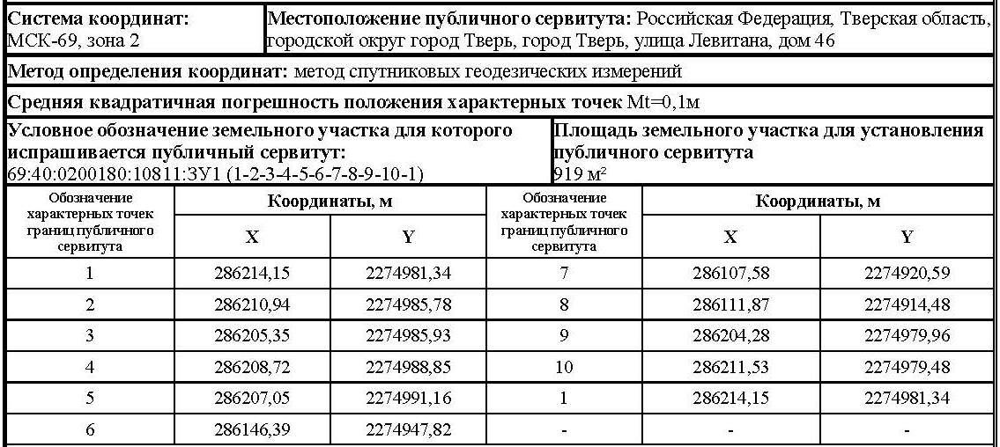 Система координат:
МСК-69, зона 2
Местоположение публичного сервитута: Российская Федерация, Тверская область,
городской округ город Тверь, город Тверь, улица Левитана, дом 46
Метод определения координат: метод спутниковых геодезических измерений
Средняя квадратичная погрешность положения характерных точек Mt=0,1м
Условное обозначение земельного участка для которого
испрашивается публичный сервитут:
69:40:0200180:10811:ЗУ1 (1-2-3-4-5-6-7-8-9-10-1)
Площадь земельного участка для установления
публичного сервитута
919 м²
Обозначение
характерных точек
границ публичного
сервитута
Координаты, м
Обозначение
характерных точек
границ публичного
сервитута
Координаты, м
X Y X Y
1 286214,15 2274981,34 7 286107,58 2274920,59
2 286210,94 2274985,78 8 286111,87 2274914,48
3 286205,35 2274985,93 9 286204,28 2274979,96
4 286208,72 2274988,85 10 286211,53 2274979,48
5 286207,05 2274991,16 1 286214,15 2274981,34
6 286146,39 2274947,82 - - -